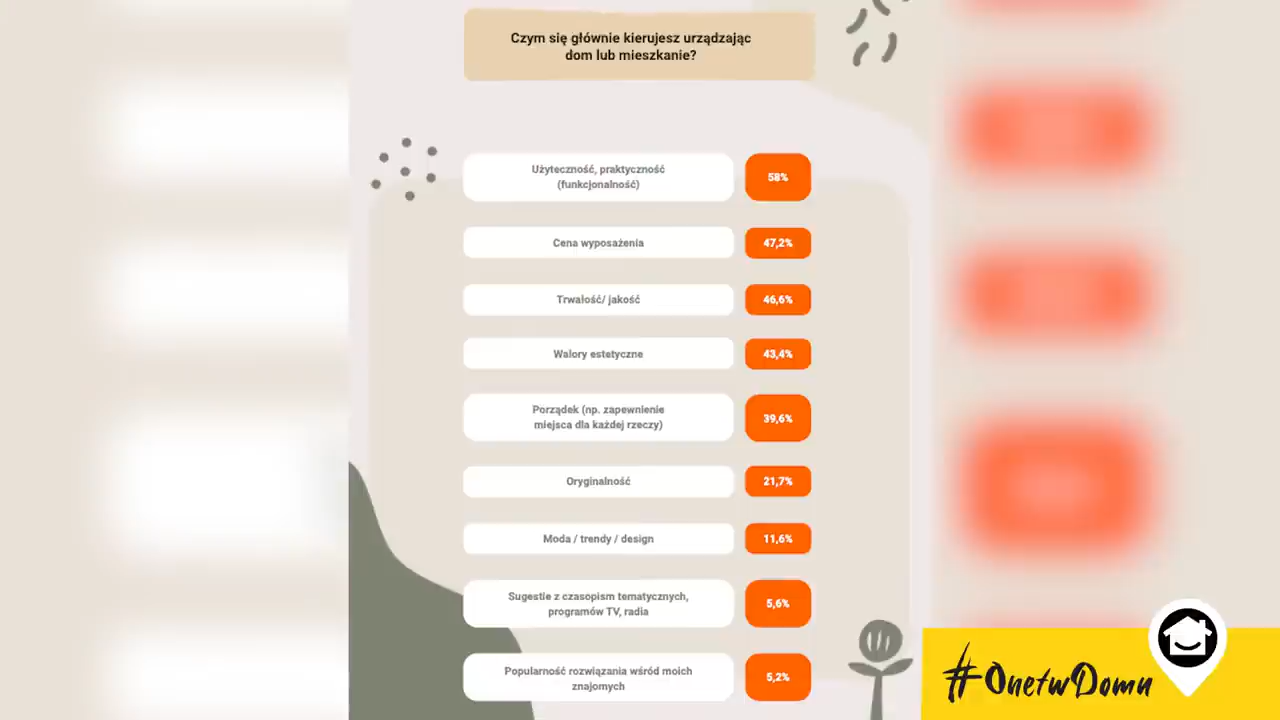 Czym się głównie kierujesz urządzając
dom lub mieszkanie?
Użyteczność, praktyczność
(funkcjonalność)
58%
Cena wyposażenia
47,2%
Trwałość/ jakość
46,6%
Walory estetyczne
43,4%
Porządek (np. zapewnienie
miejsca dla każdej rzeczy)
39,6%
Oryginalność
21,7%
Moda / trendy / design
11,6%
Sugestie z czasopism tematycznych,
programów TV, radia
5,6%
Popularność rozwiązania wśród moich
znajomych
5,2%
#OnetwDomu